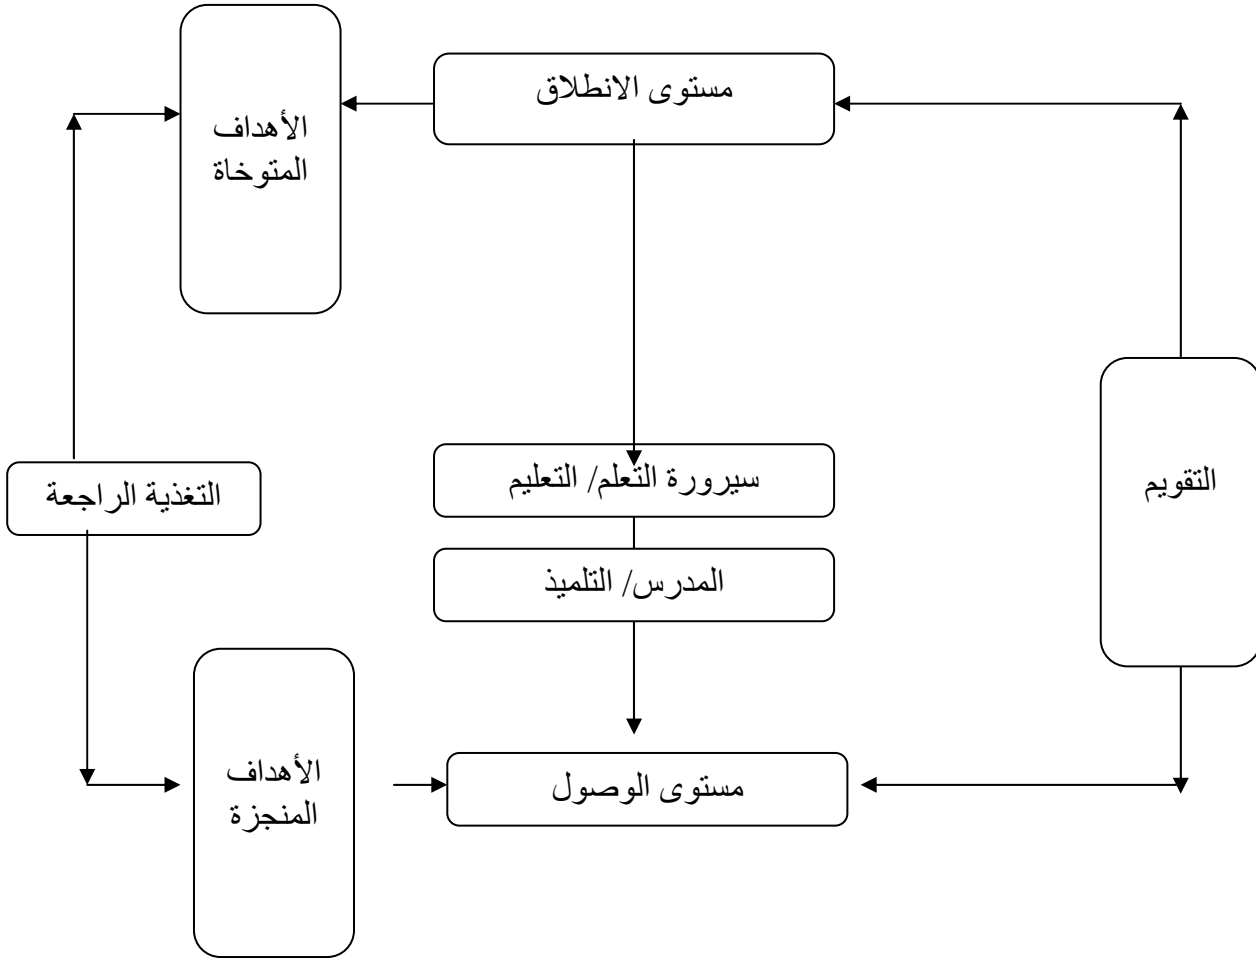 مستوى الانطلاق
الأهداف
المتوخاة
التقويم
سيرورة التعلم/ التعليم
التغذية الراجعة
المدرس/ التلميذ
الأهداف
المنجزة
مستوى الوصول